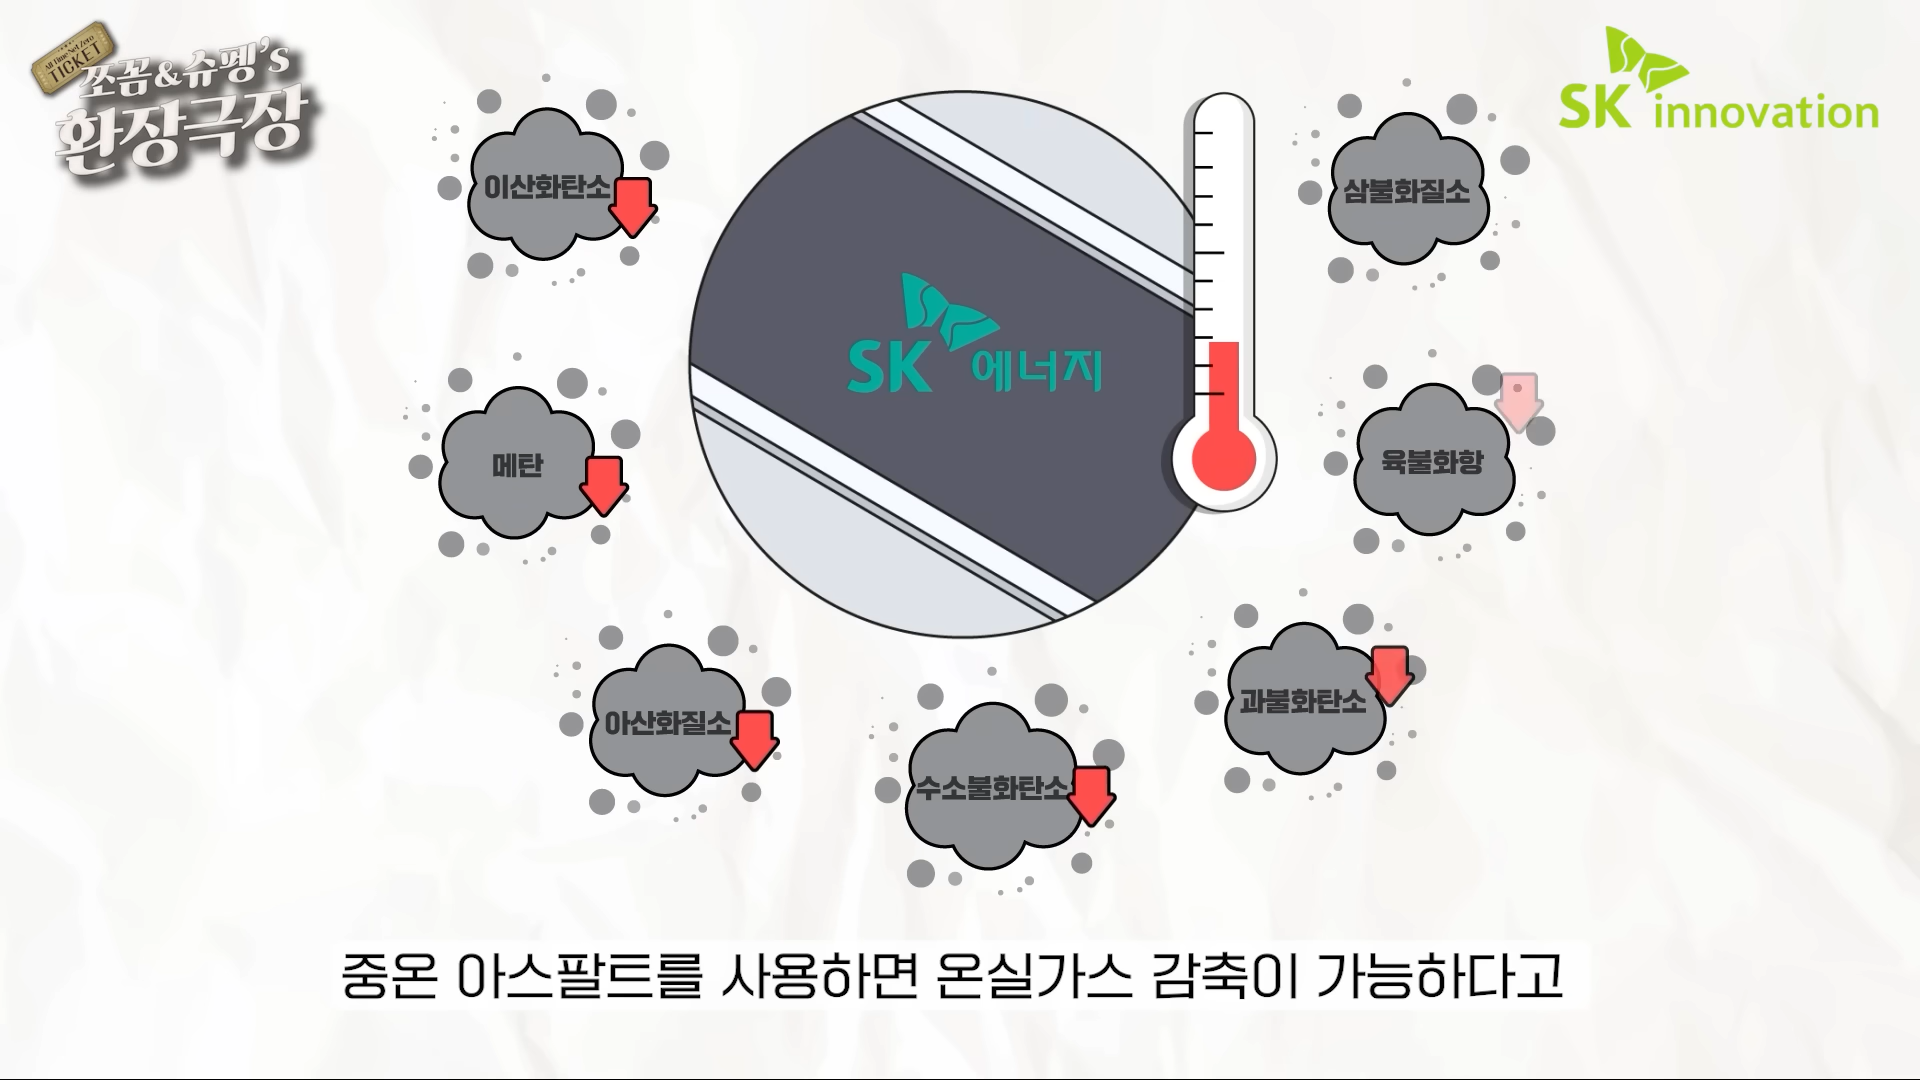 All Time Net Zero
TICKET
쪼꼼&슈펭's
환장극장
SK innovation
이산화탄소
삼불화질소
SK 에너지
메탄
육불화항
아산화질소
수소불화탄소
과불화탄소
중온 아스팔트를 사용하면 온실가스 감축이 가능하다고